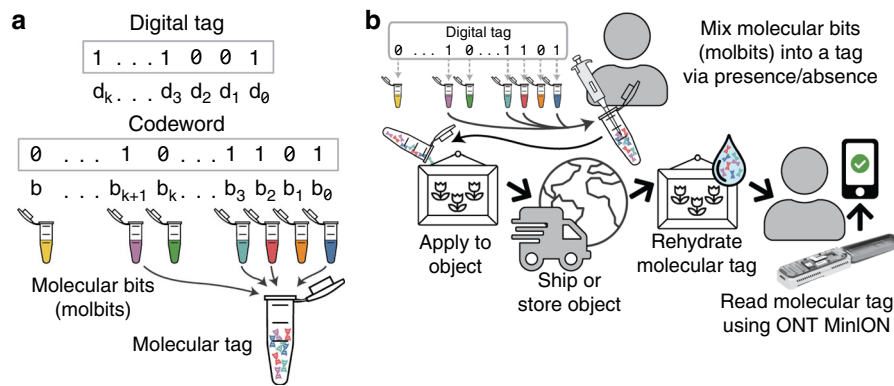 a
Digital tag
1 . . . 1 0 0 1
dk. . . d3 d2 d1 d0
Codeword
0 ... 1 0...1 1 0 1
b ... bk+1 bk... b3 b2 b1 b0
Molecular bits
(molbits)
Molecular tag
b
Digital tag
0 ...1 0...1 1 0 1
Mix molecular bits
(molbits) into a tag
via presence/absence
Apply to
object
Ship or
store object
Rehydrate
molecular tag
Read molecular tag
using ONT MinION